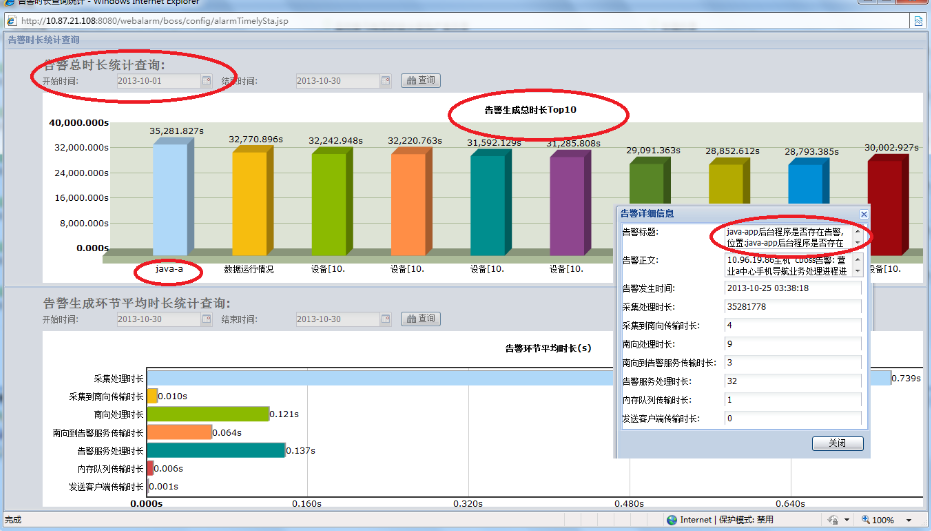 告警时长查询统计 - Windows Internet Explorer
http://10.87.21.108:8080/webalarm/boss/config/alarmTimelySta.jsp
告警时长统计查询
告警总时长统计查询:
开始时间: 2013-10-01 结束时间: 2013-10-30 查询
告警生成总时长Top10
40,000.000s
32,000.000s
24,000.000s
16,000.000s
8,000.000s
0.000s
35,281.827s
32,770.896s
32,242.948s
32,220.763s
31,592.129s
31,285.808s
29,091.363s
28,852.612s
28,793.385s
30,002.927s
java-a
数据运行情况
设备[10.
设备[10.
设备[10.
设备[10.
设备[10.
告警详细信息
告警标题: java-app后台程序是否存在告警,
位置:java-app后台程序是否存在
告警正文:
业a中心手机导航业务处理进程进
告警发生时间: 2013-10-25 03:38:18
采集处理时长: 35281778
采集到南向传输时长: 4
南向处理时长: 9
南向到告警服务传输时长: 3
告警服务处理时长: 32
内存队列传输时长: 1
发送客户端传输时长: 0
关闭
告警生成环节平均时长统计查询:
开始时间: 2013-10-30 结束时间: 2013-10-30 查询
告警环节平均时长(s)
采集处理时长 0.739s
采集到南向传输时长 0.010s
南向处理时长 0.121s
南向到告警服务传输时长 0.064s
告警服务处理时长 0.137s
内存队列传输时长 0.006s
发送客户端传输时长 0.001s
0.000s 0.160s 0.320s 0.480s 0.640s
完成
Internet | 保护模式: 禁用
100%